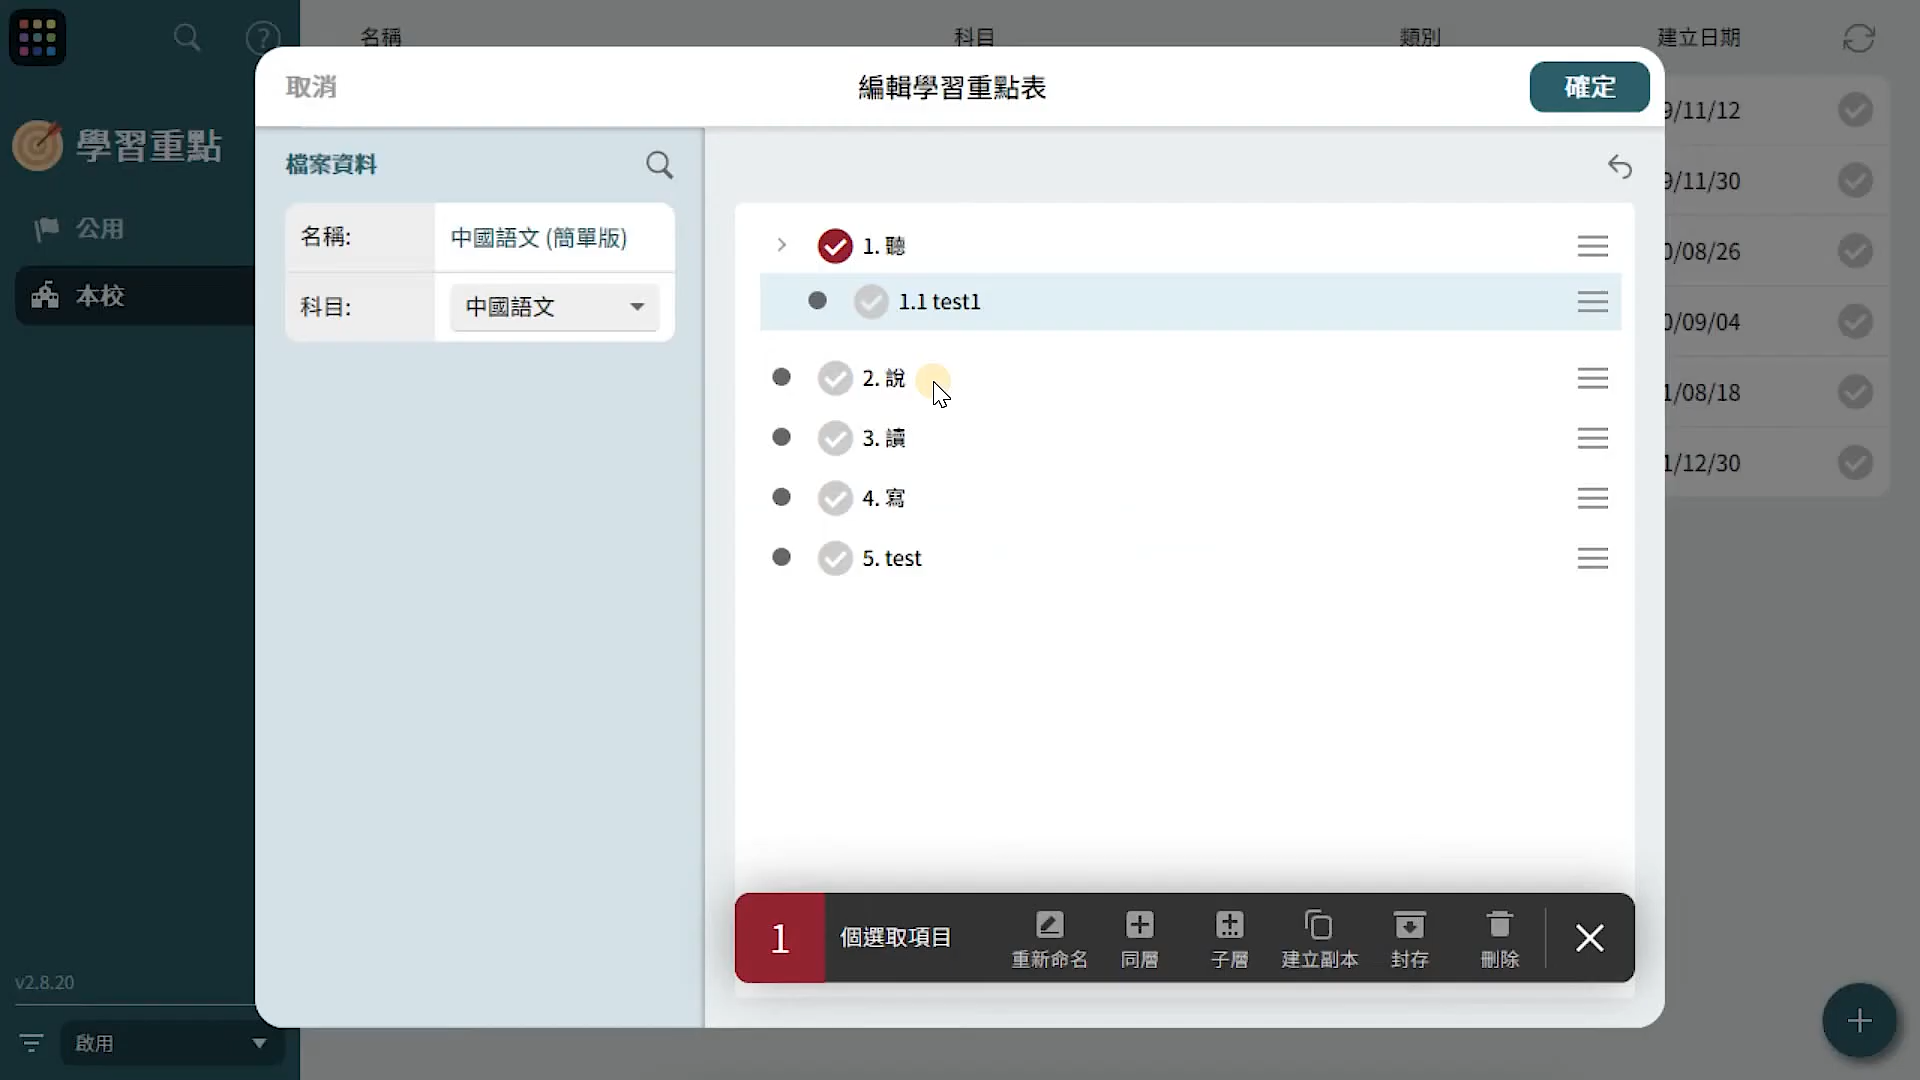 名稱
科目
類別
建立日期
學習重點
公用
本校
v2.8.20
啟用
取消
編輯學習重點表
確定
檔案資料
名稱:
中國語文 (簡單版)
科目:
中國語文
1. 聽
1.1 test1
2. 說
3. 讀
4. 寫
5. test
9/11/12
9/11/30
0/08/26
0/09/04
1/08/18
1/12/30
1
個選取項目
重新命名
同層
子層
建立副本
封存
刪除